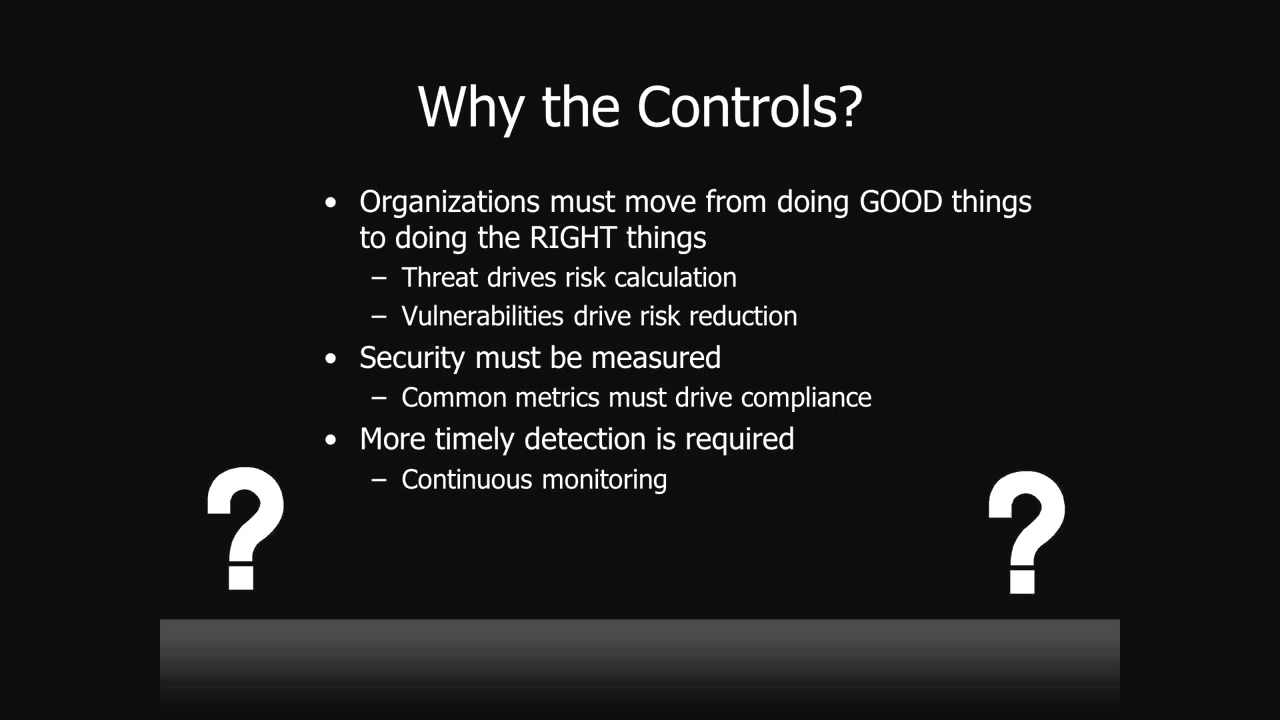 Why the Controls?
• Organizations must move from doing GOOD things
to doing the RIGHT things
– Threat drives risk calculation
– Vulnerabilities drive risk reduction
• Security must be measured
– Common metrics must drive compliance
• More timely detection is required
– Continuous monitoring
? ?